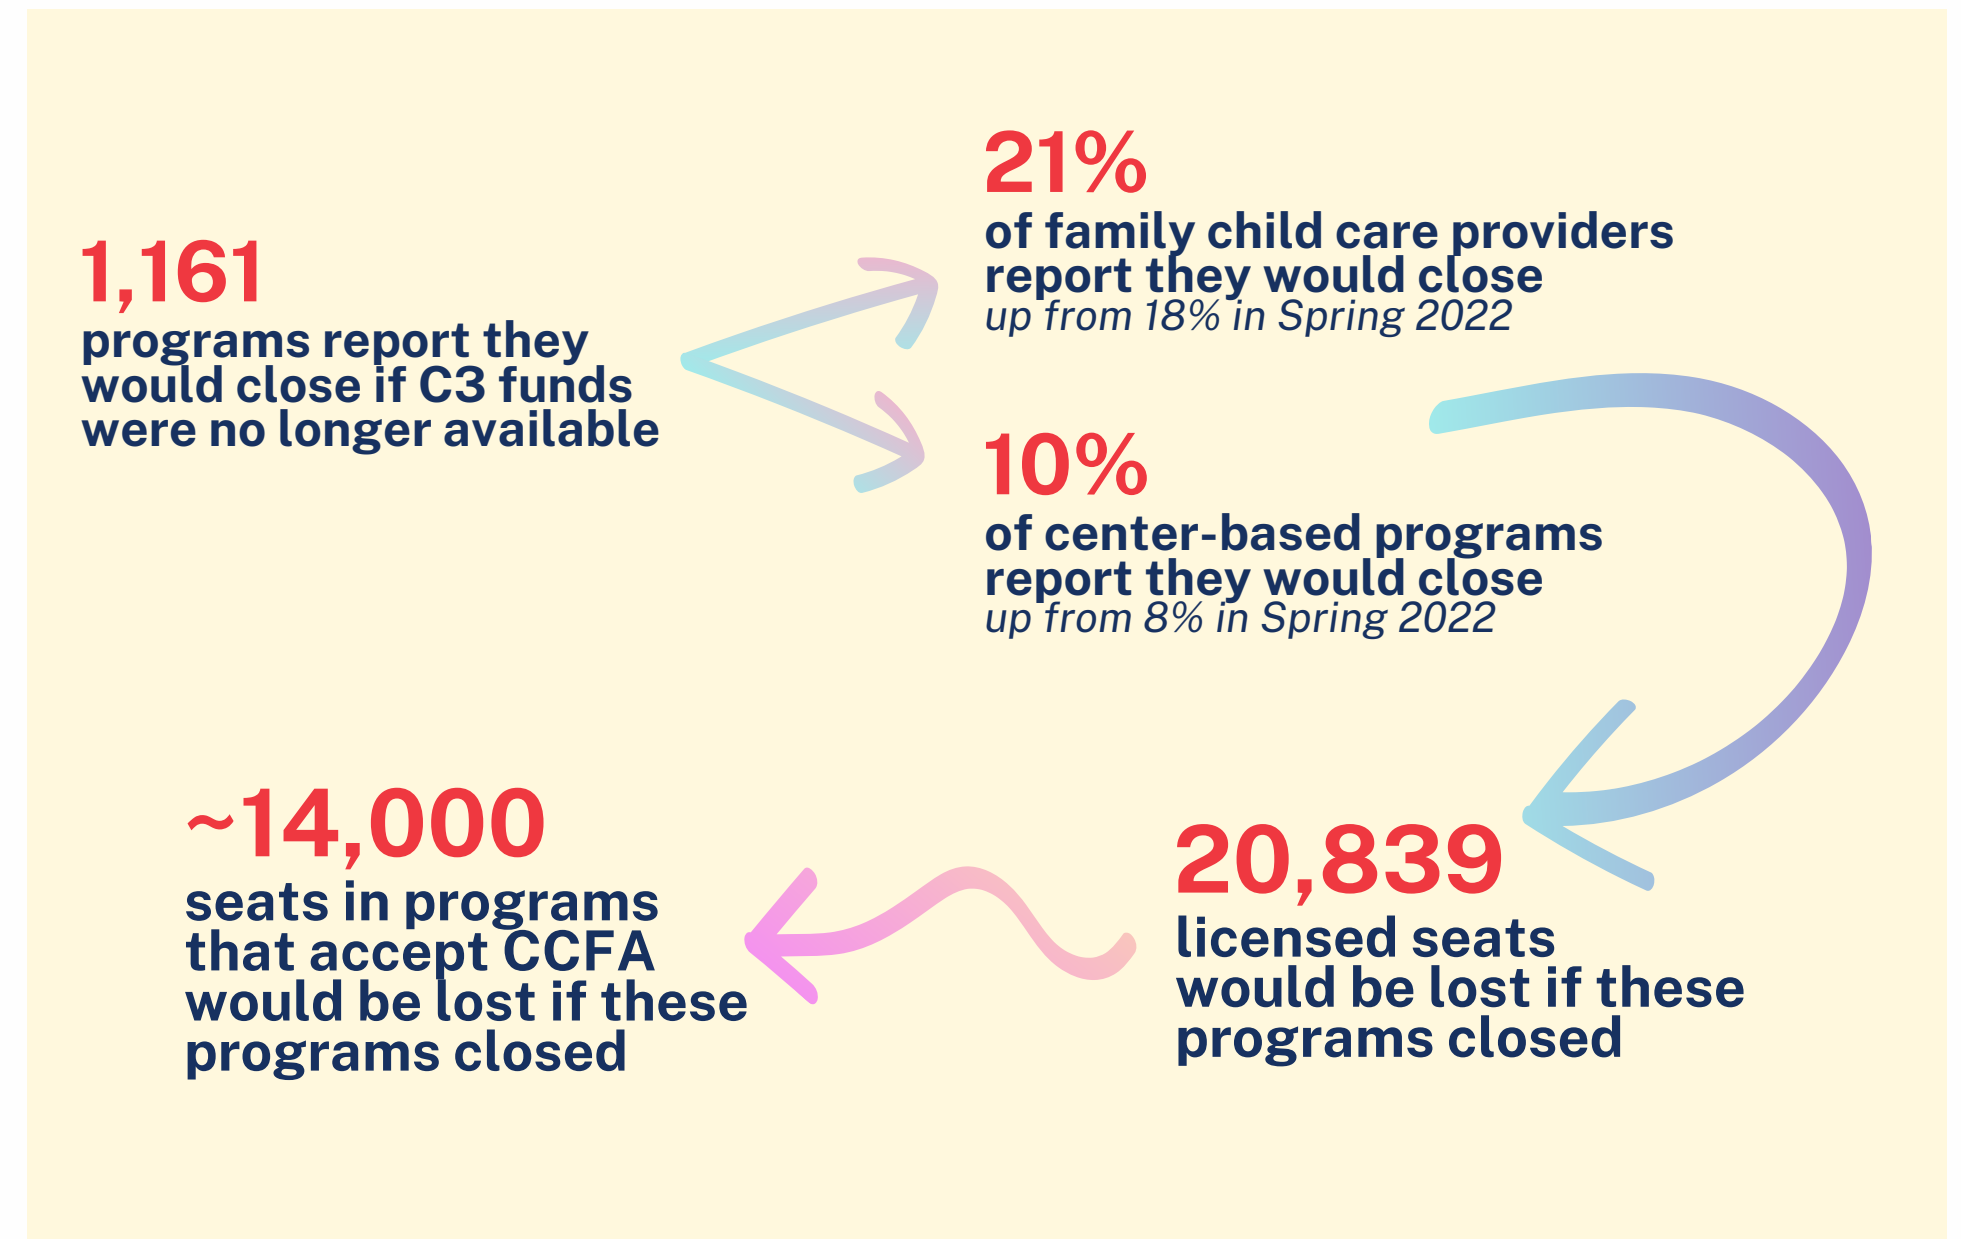 1,161
programs report they
would close if C3 funds
were no longer available
21%
of family child care providers
report they would close
up from 18% in Spring 2022
10%
of center-based programs
report they would close
up from 8% in Spring 2022
20,839
licensed seats
would be lost if these
programs closed
~14,000
seats in programs
that accept CCFA
would be lost if these
programs closed